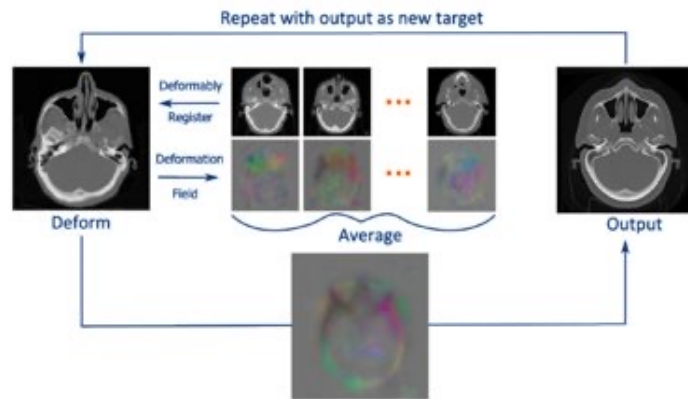 Repeat with output as new target
Deformably
Register
Deformation
Field
Deform
Average
Output